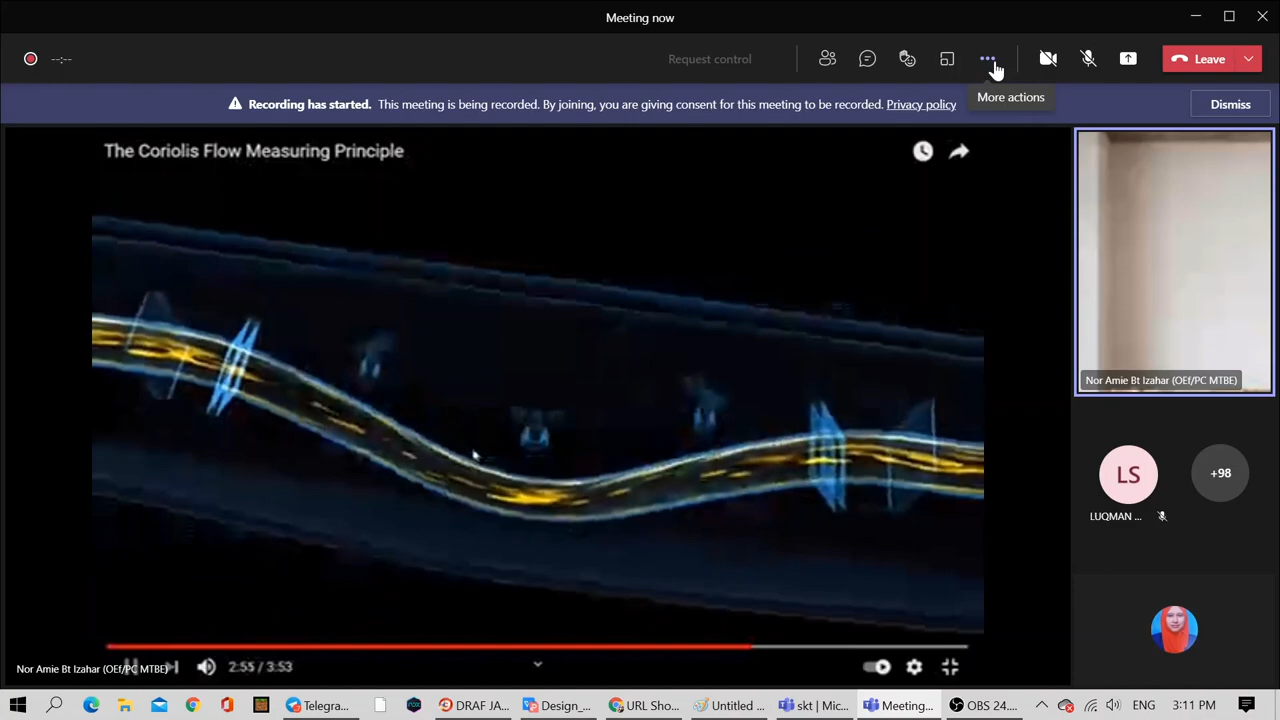 Meeting now
--:--
Request control
Leave
Recording has started. This meeting is being recorded. By joining, you are giving consent for this meeting to be recorded. Privacy policy
More actions
Dismiss
The Coriolis Flow Measuring Principle
Nor Amie Bt Izahar (OEf/PC MTBE)
LS
+98
LUQMAN ...
2:55 / 3:53
Nor Amie Bt Izahar (OEf/PC MTBE)
Telegra...
DRAF JA...
Design_...
URL Sho...
Untitled ...
skt | Mic...
Meeting...
OBS 24....
ENG
3:11 PM